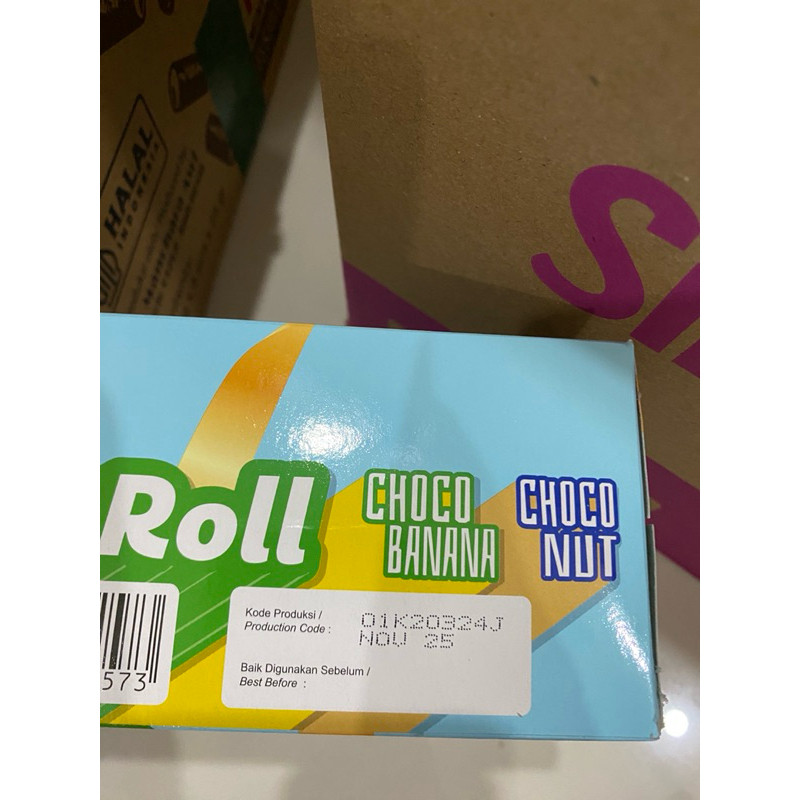 HALAL
INDONESIA
Roll
CHOCO
BANANA
CHOCO
NUT
Kode Produksi /
Production Code :
01K20324J
NOV 25
Baik Digunakan Sebelum /
Best Before :
573